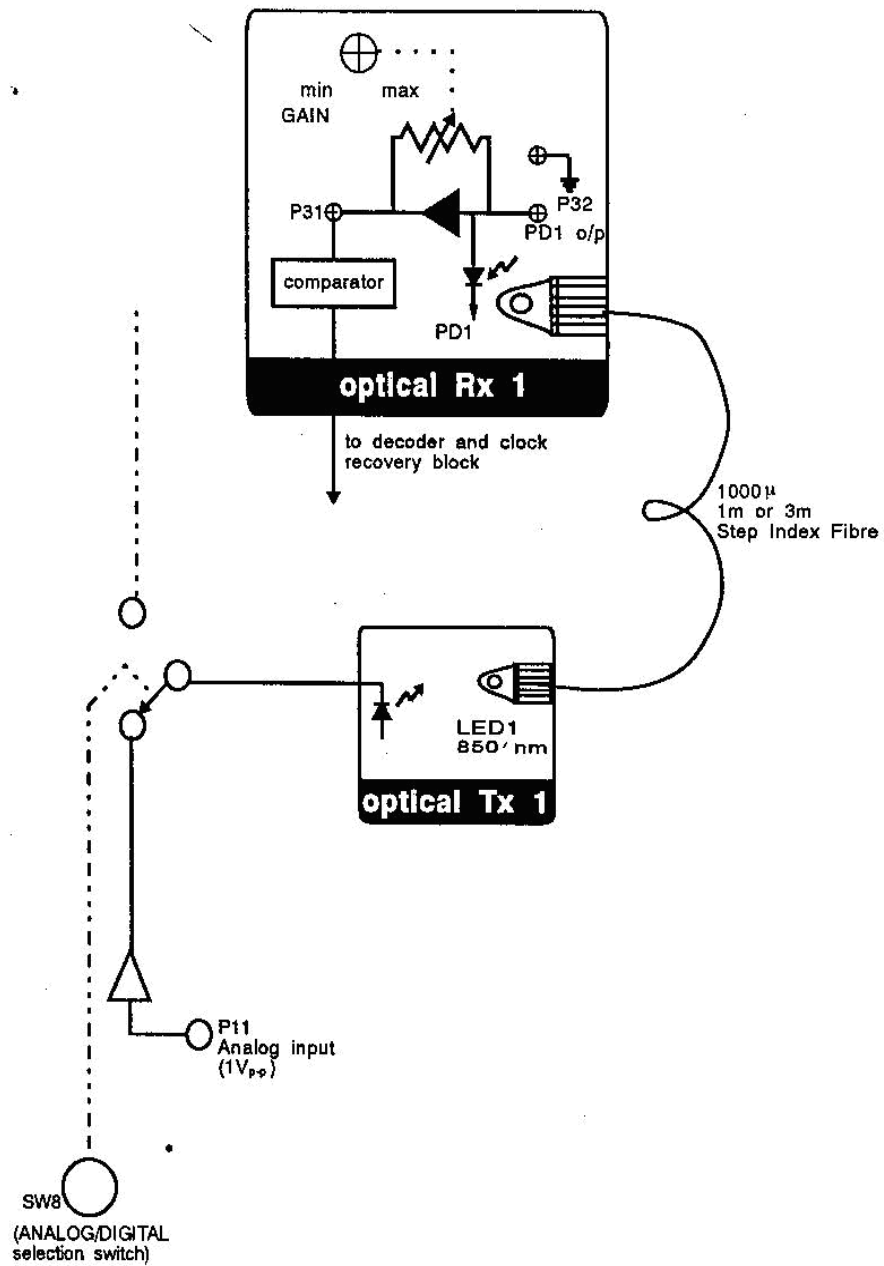 min max
GAIN
P31
P32
PD1 o/p
comparator
PD1
optical Rx 1
to decoder and clock
recovery block
1000μ
1m or 3m
Step Index Fibre
LED1
850' nm
optical Tx 1
P11
Analog input
(1Vp-p)
SW8
(ANALOG/DIGITAL
selection switch)